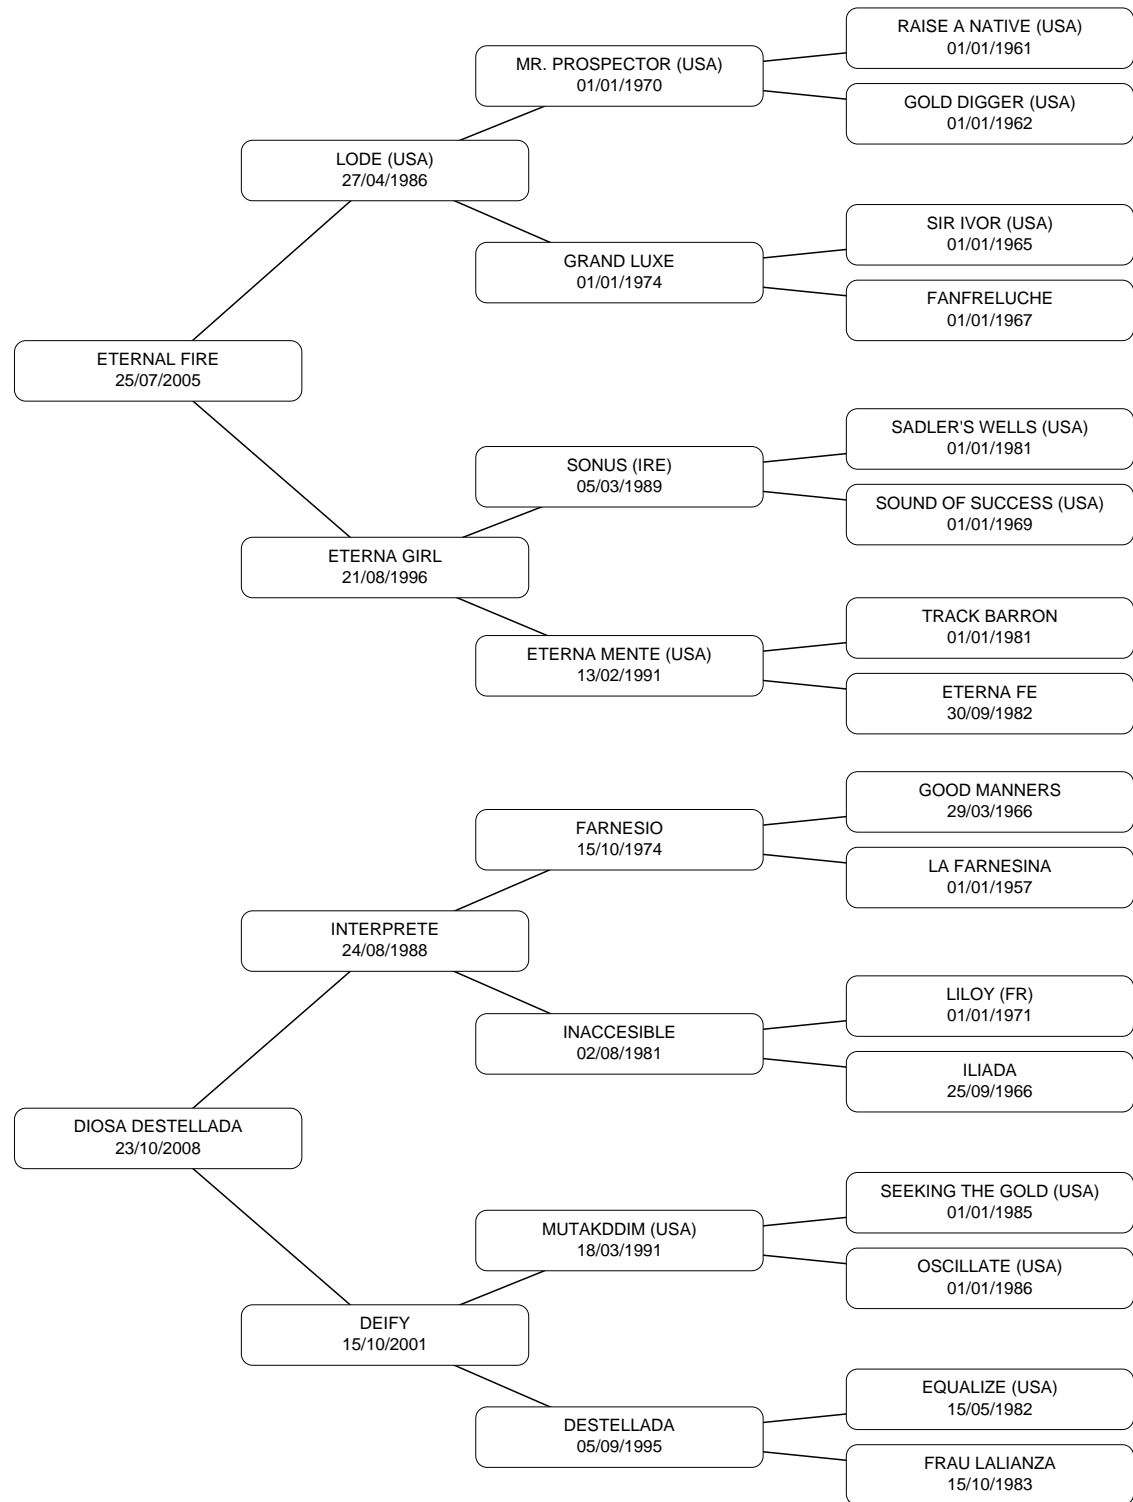 RAISE A NATIVE (USA)
01/01/1961
MR. PROSPECTOR (USA)
01/01/1970
GOLD DIGGER (USA)
01/01/1962
LODE (USA)
27/04/1986
SIR IVOR (USA)
01/01/1965
GRAND LUXE
01/01/1974
FANFRELUCHE
01/01/1967
ETERNAL FIRE
25/07/2005
SADLER'S WELLS (USA)
01/01/1981
SONUS (IRE)
05/03/1989
SOUND OF SUCCESS (USA)
01/01/1969
ETERNA GIRL
21/08/1996
TRACK BARRON
01/01/1981
ETERNA MENTE (USA)
13/02/1991
ETERNA FE
30/09/1982
GOOD MANNERS
29/03/1966
FARNESIO
15/10/1974
LA FARNESINA
01/01/1957
INTERPRETE
24/08/1988
LILOY (FR)
01/01/1971
INACCESIBLE
02/08/1981
ILIADA
25/09/1966
DIOSA DESTELLADA
23/10/2008
SEEKING THE GOLD (USA)
01/01/1985
MUTAKDDIM (USA)
18/03/1991
OSCILLATE (USA)
01/01/1986
DEIFY
15/10/2001
EQUALIZE (USA)
15/05/1982
DESTELLADA
05/09/1995
FRAU LALIANZA
15/10/1983